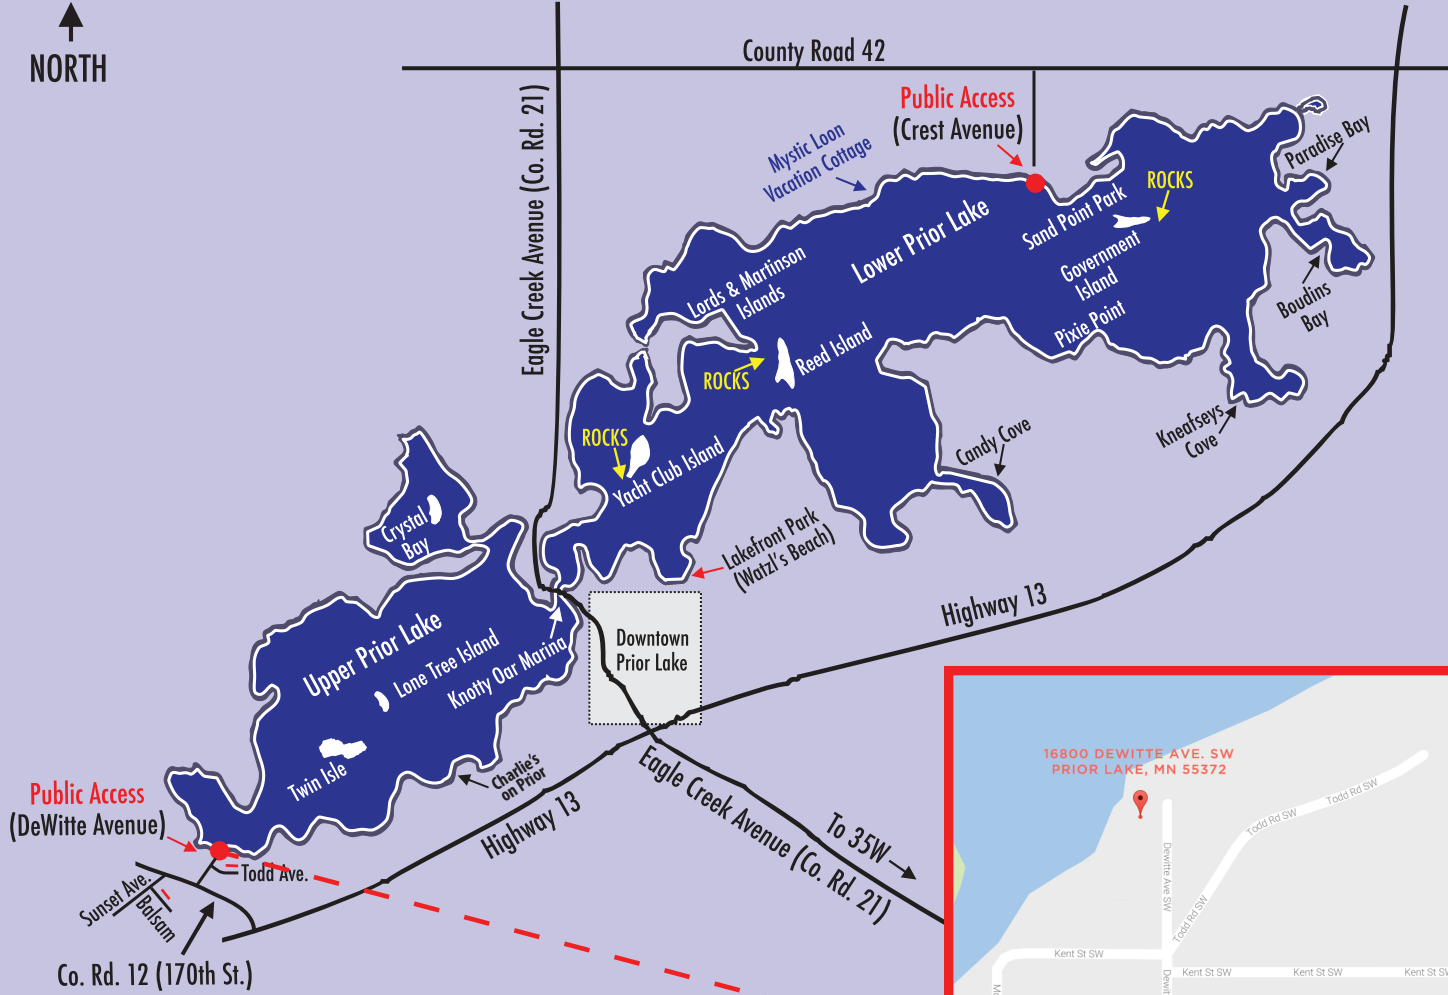 NORTH
County Road 42
Eagle Creek Avenue (Co. Rd. 21)
Public Access
(Crest Avenue)
Mystic Loon
Vacation Cottage
Paradise Bay
ROCKS
Sand Point Park
Lower Prior Lake
Government
Island
Lords & Martinson
Islands
Boudins
Bay
Pixie Point
Reed Island
ROCKS
Kneafseys
Cove
Candy Cove
ROCKS
Yacht Club Island
Crystal
Bay
Lakefront Park
(Watzl's Beach)
Highway 13
Downtown
Prior Lake
Upper Prior Lake
Lone Tree Island
Knotty Oar Marina
Twin Isle
Charlie's
on Prior
Public Access
(DeWitte Avenue)
Highway 13
Eagle Creek Avenue (Co. Rd. 21)
To 35W
Todd Ave.
Sunset Ave.
Balsam
Co. Rd. 12 (170th St.)
16800 DEWITTE AVE. SW
PRIOR LAKE, MN 55372
Todd Rd SW
Todd Rd SW
Dewitte Ave SW
Todd Rd SW
Kent St SW
Kent St SW
Kent St SW
Kent St
Dewit